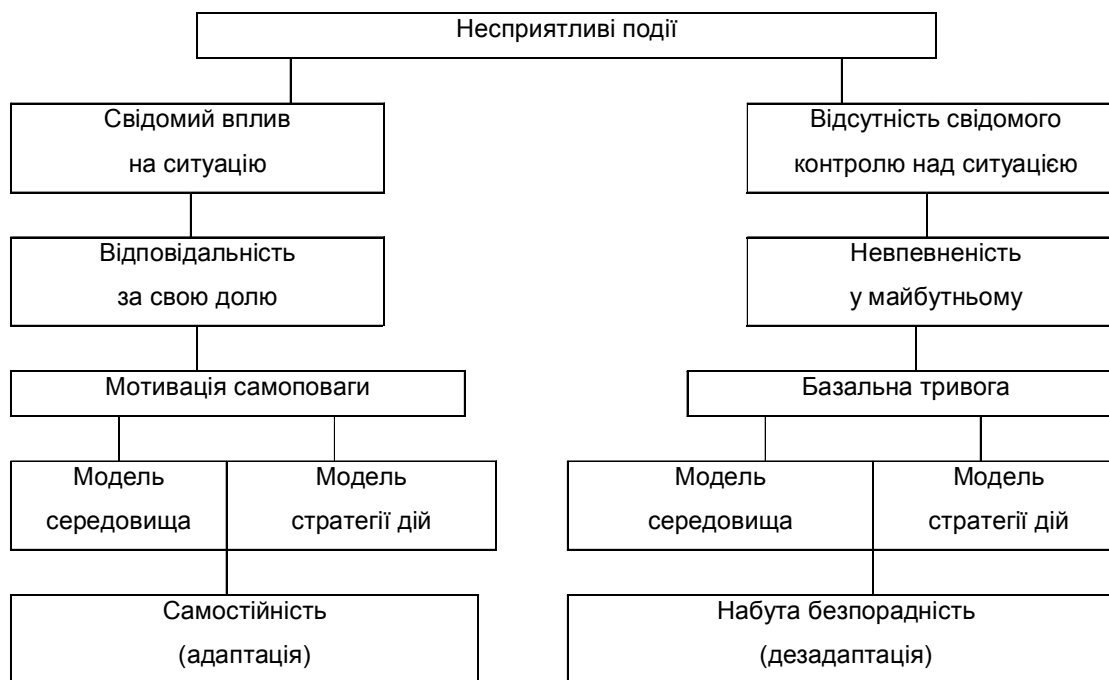 Несприятливі події
Свідомий вплив
на ситуацію
Відсутність свідомого
контролю над ситуацією
Відповідальність
за свою долю
Невпевненість
у майбутньому
Мотивація самоповаги
Базальна тривога
Модель
середовища
Модель
стратегії дій
Модель
середовища
Модель
стратегії дій
Самостійність
(адаптація)
Набута безпорадність
(дезадаптація)